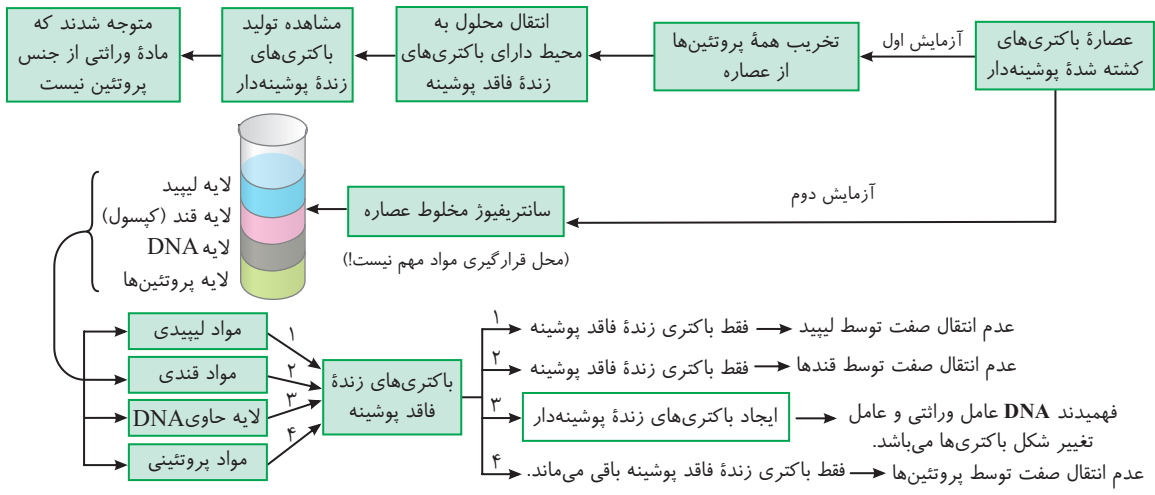 عصارهٔ باکتری‌های
کشته شدهٔ پوشینه‌دار
آزمایش اول
تخریب همهٔ پروتئین‌ها
از عصاره
انتقال محلول به
محیط دارای باکتری‌های
زندهٔ فاقد پوشینه
مشاهده تولید
باکتری‌های
زندهٔ پوشینه‌دار
متوجه شدند که
مادهٔ وراثتی از جنس
پروتئین نیست
آزمایش دوم
سانتریفیوژ مخلوط عصاره
(محل قرارگیری مواد مهم نیست!)
لایه لیپید
لایه قند (کپسول)
لایه DNA
لایه پروتئین‌ها
مواد لیپیدی
مواد قندی
لایه حاوی DNA
مواد پروتئینی
۱
۲
۳
۴
باکتری‌های زندهٔ
فاقد پوشینه
۱
فقط باکتری زندهٔ فاقد پوشینه
عدم انتقال صفت توسط لیپید
۲
فقط باکتری زندهٔ فاقد پوشینه
عدم انتقال صفت توسط قندها
۳
ایجاد باکتری‌های زندهٔ پوشینه‌دار
فهمیدند DNA عامل وراثتی و عامل
تغییر شکل باکتری‌ها می‌باشد.
۴
فقط باکتری زندهٔ فاقد پوشینه باقی می‌ماند.
عدم انتقال صفت توسط پروتئین‌ها